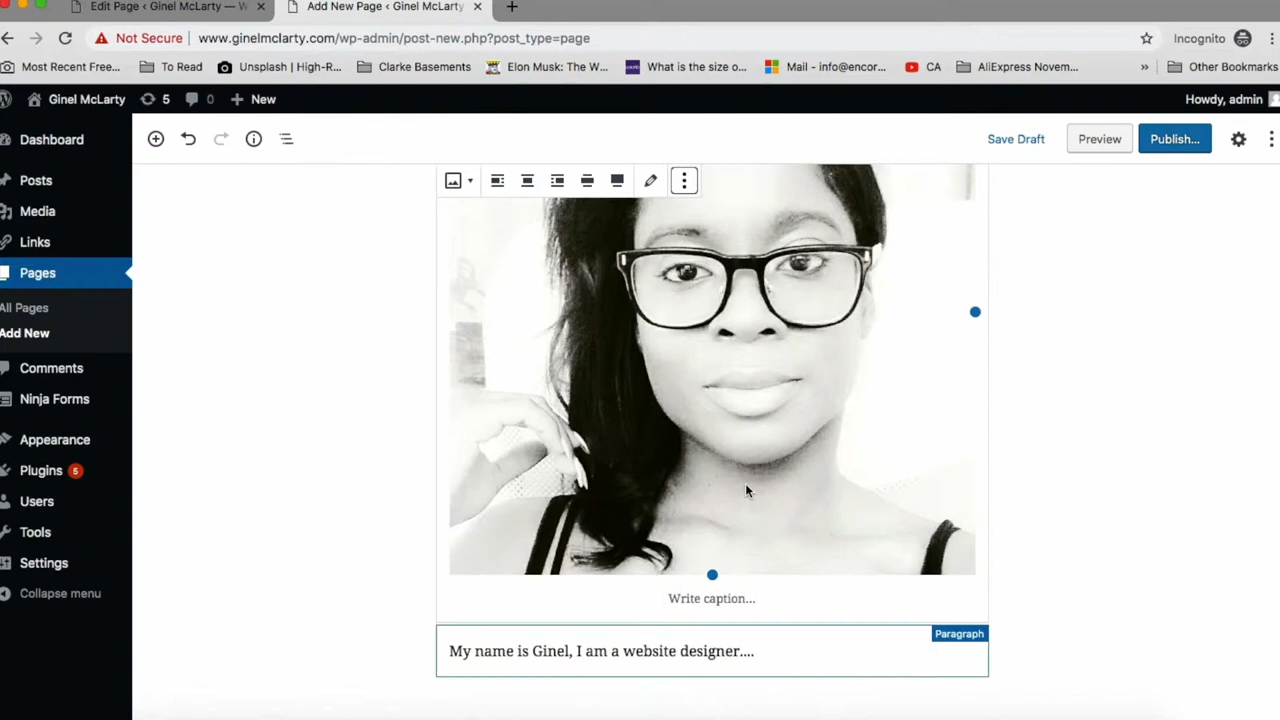 Edit Page ‹ Ginel McLarty — W
Add New Page ‹ Ginel McLarty
Not Secure
www.ginelmclarty.com/wp-admin/post-new.php?post_type=page
Incognito
Most Recent Free...
To Read
Unsplash | High-R...
Clarke Basements
Elon Musk: The W...
What is the size o...
Mail - info@encor...
CA
AliExpress Novem...
»
Other Bookmarks
Ginel McLarty
5
0
New
Howdy, admin
Dashboard
Save Draft
Preview
Publish...
Posts
Media
Links
Pages
All Pages
Add New
Comments
Ninja Forms
Appearance
Plugins 5
Users
Tools
Settings
Collapse menu
Write caption...
Paragraph
My name is Ginel, I am a website designer....